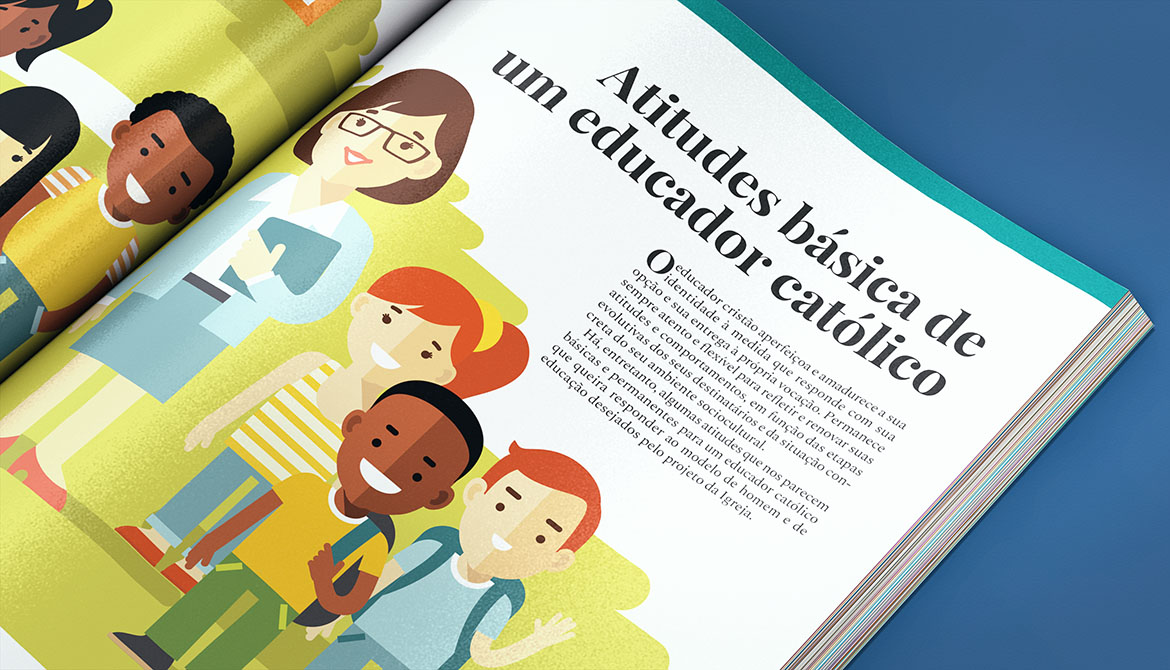 Atitudes básica de
um educador católico
O educador cristão aperfeiçoa e amadurece a sua
identidade à medida que responde com sua
opção e sua entrega à própria vocação. Permanece
sempre atento e flexível para refletir e renovar suas
atitudes e comportamentos, em função das etapas
evolutivas dos seus destinatários e da situação con-
creta do seu ambiente sociocultural.
Há, entretanto, algumas atitudes que nos parecem
básicas e permanentes para um educador católico
que queira responder ao modelo de homem e de
educação desejados pelo projeto da Igreja.